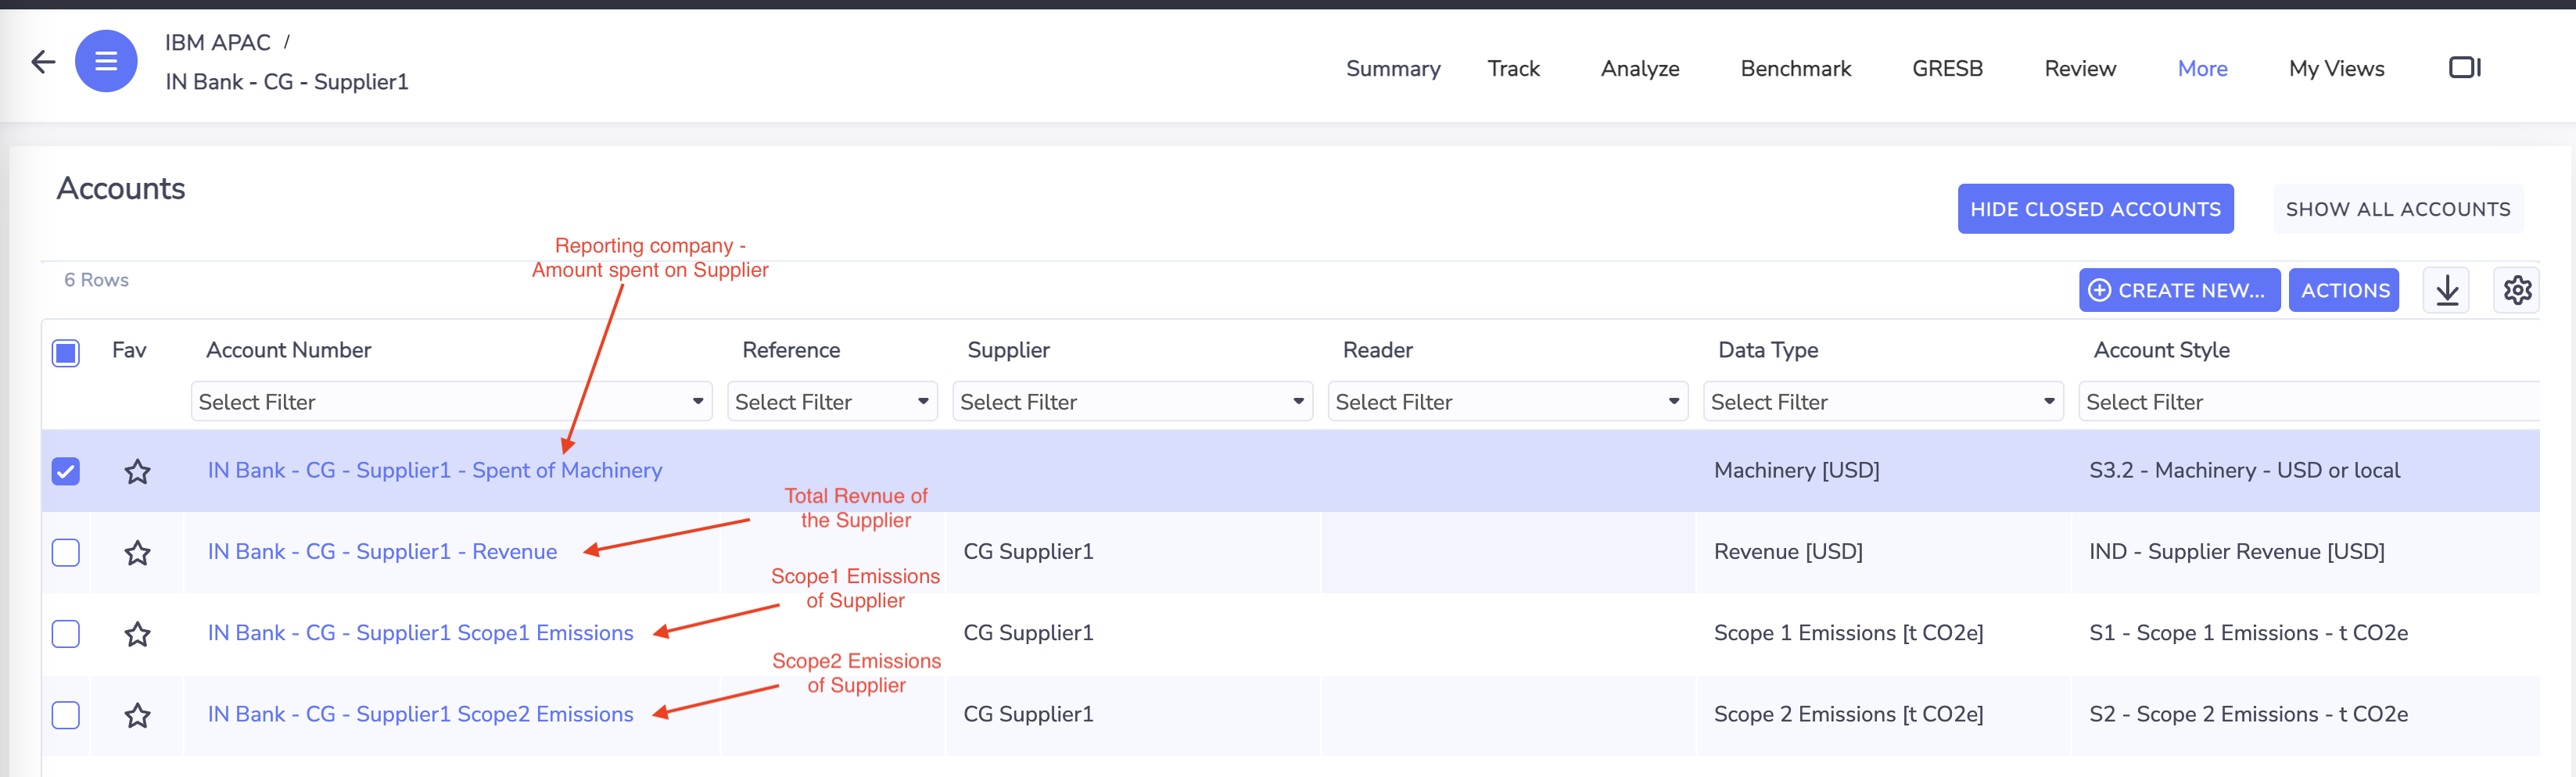 IBM APAC /
IN Bank - CG - Supplier1
Summary Track Analyze Benchmark GRESB Review More My Views
Accounts
HIDE CLOSED ACCOUNTS SHOW ALL ACCOUNTS
Reporting company -
Amount spent on Supplier
6 Rows
CREATE NEW... ACTIONS
Fav Account Number Reference Supplier Reader Data Type Account Style
Select Filter Select Filter Select Filter Select Filter Select Filter Select Filter
IN Bank - CG - Supplier1 - Spent of Machinery Machinery [USD] S3.2 - Machinery - USD or local
Total Revnue of
the Supplier
IN Bank - CG - Supplier1 - Revenue CG Supplier1 Revenue [USD] IND - Supplier Revenue [USD]
Scope1 Emissions
of Supplier
IN Bank - CG - Supplier1 Scope1 Emissions CG Supplier1 Scope 1 Emissions [t CO2e] S1 - Scope 1 Emissions - t CO2e
Scope2 Emissions
of Supplier
IN Bank - CG - Supplier1 Scope2 Emissions CG Supplier1 Scope 2 Emissions [t CO2e] S2 - Scope 2 Emissions - t CO2e